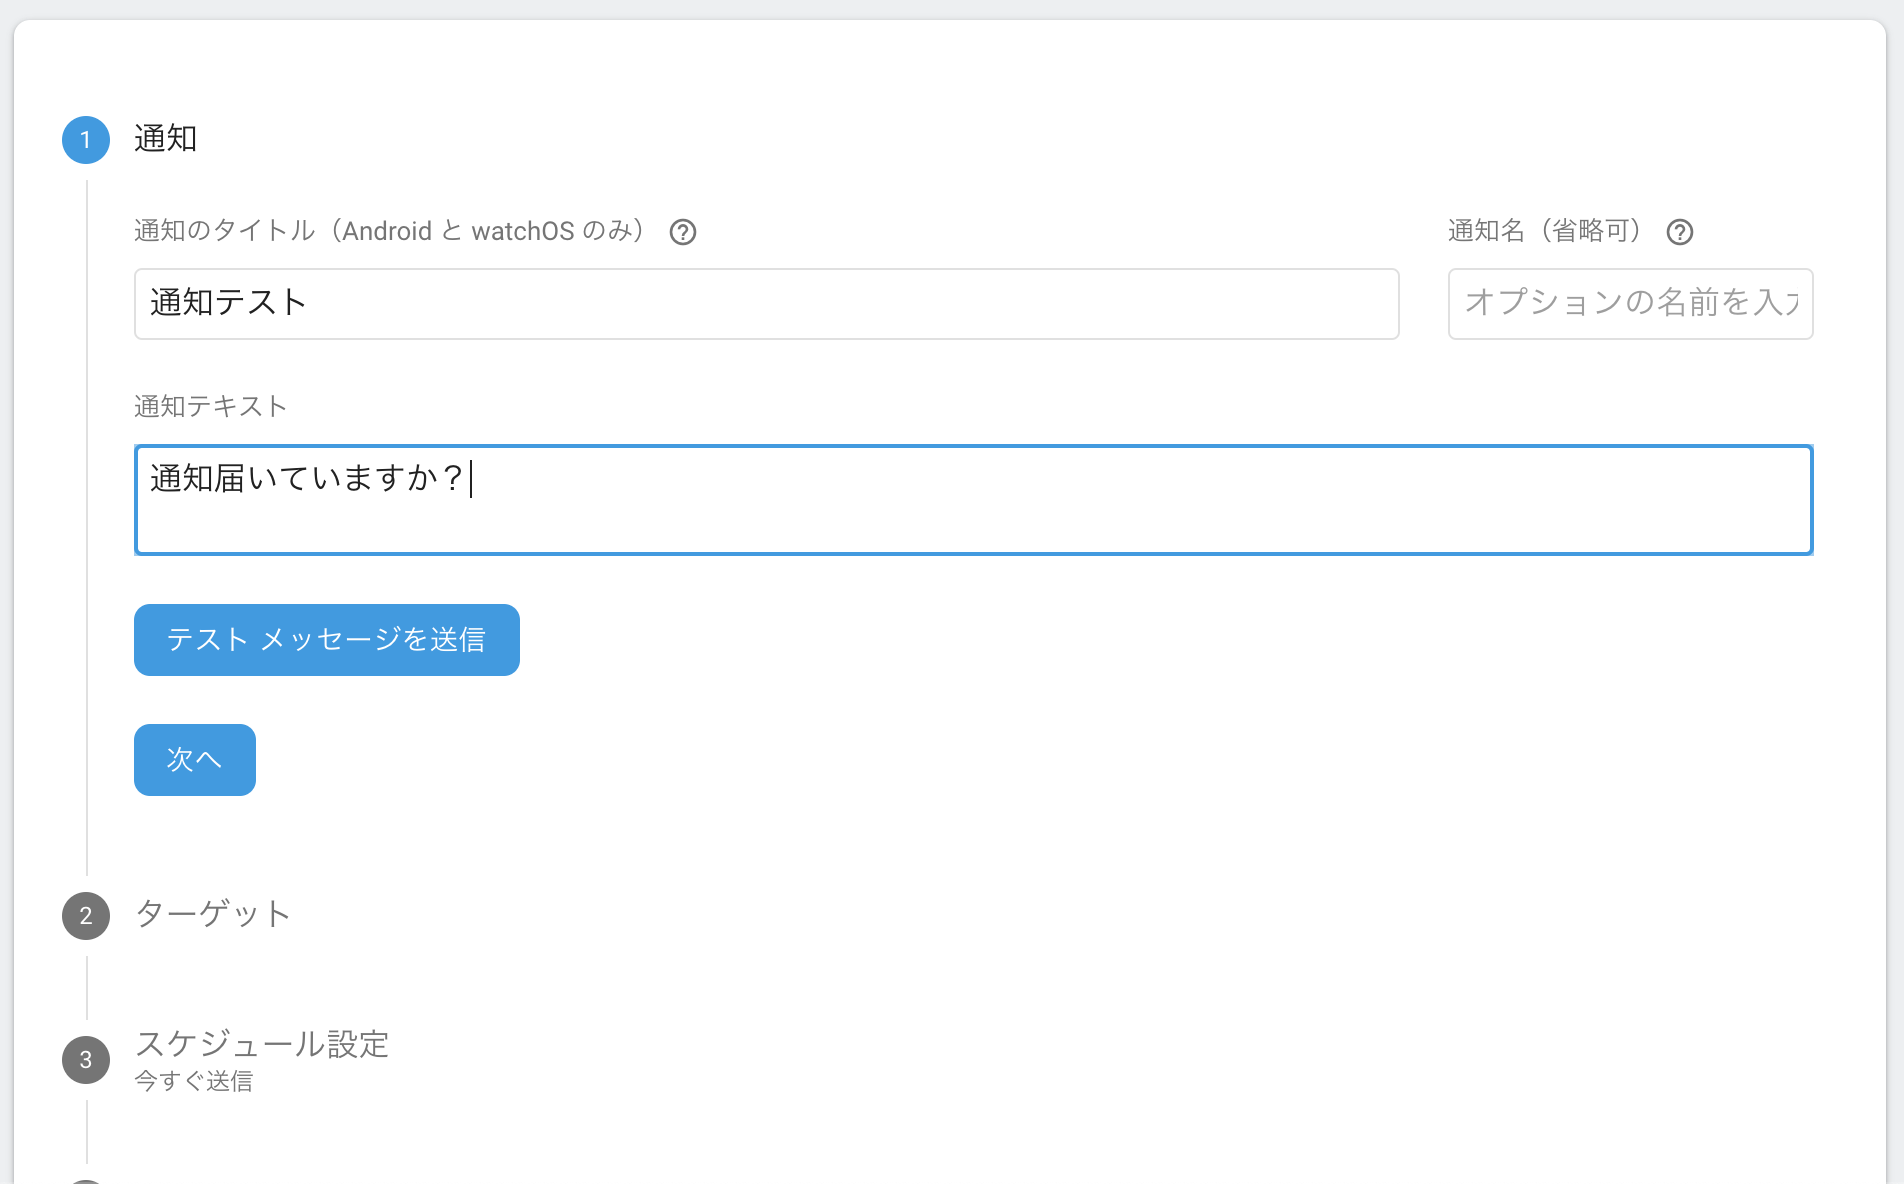 1 通知
通知のタイトル（Android と watchOS のみ） ?
通知名（省略可） ?
通知テスト
オプションの名前を入
通知テキスト
通知届いていますか？
テスト メッセージを送信
次へ
2 ターゲット
3 スケジュール設定
今すぐ送信